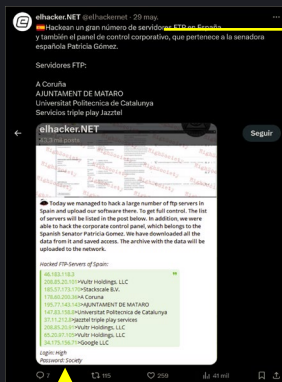 elhacker.NET @elhackernet · 29 may. ...
Hackean un gran número de servidores FTP en España
y también el panel de control corporativo, que pertenece a la senadora
española Patricia Gómez.
Servidores FTP:
A Coruña
AJUNTAMENT DE MATARO
Universitat Politecnica de Catalunya
Servicios triple play Jazztel
elhacker.NET
43,3 mil posts
Seguir
Today we managed to hack a large number of ftp servers in
Spain and upload our software there. To get full control. The list
of servers will be listed in the post below. In addition, we were
able to hack the corporate control panel, which belongs to the
Spanish Senator Patricia Gomez. We have downloaded all the
data from it and saved access. The archive with the data will be
uploaded to the network.
Hacked FTP-Servers of Spain:
>Vultr Holdings, LLC
>Stackscale B.V.
>A Coruna
>AJUNTAMENT DE MATARO
>Universitat Politecnica de Catalunya
>Jazztel triple play services
>Vultr Holdings, LLC
>Vultr Holdings, LLC
>Google LLC
Login: High
Password: Society
7 115 259 41 mil